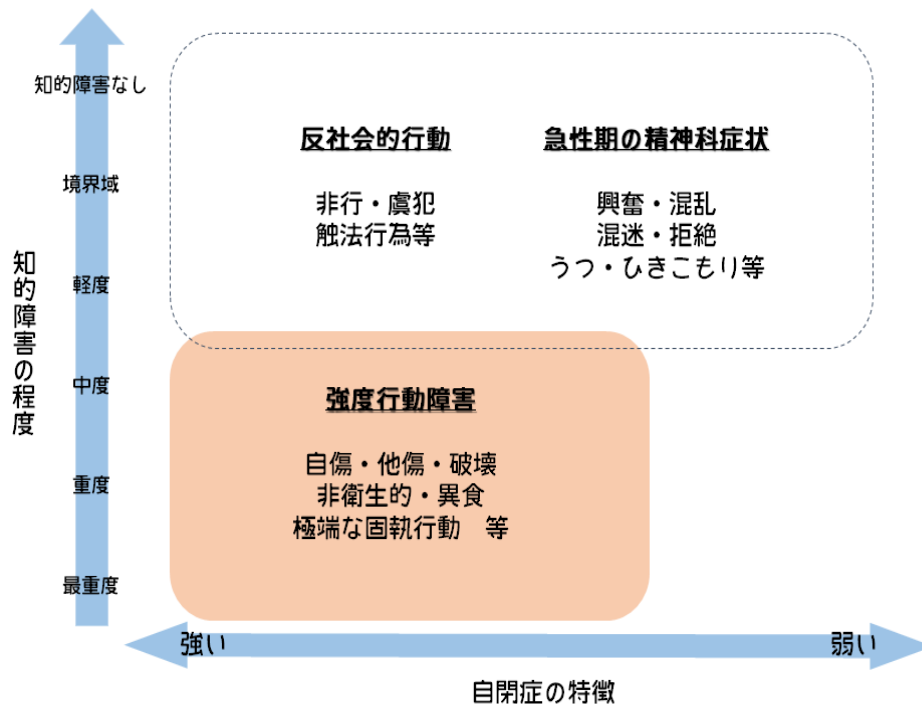 知的障害なし
境界域
軽度
中度
重度
最重度
知的障害の程度
反社会的行動
非行・虞犯
触法行為等
急性期の精神科症状
興奮・混乱
混迷・拒絶
うつ・ひきこもり等
強度行動障害
自傷・他傷・破壊
非衛生的・異食
極端な固執行動　等
強い
弱い
自閉症の特徴